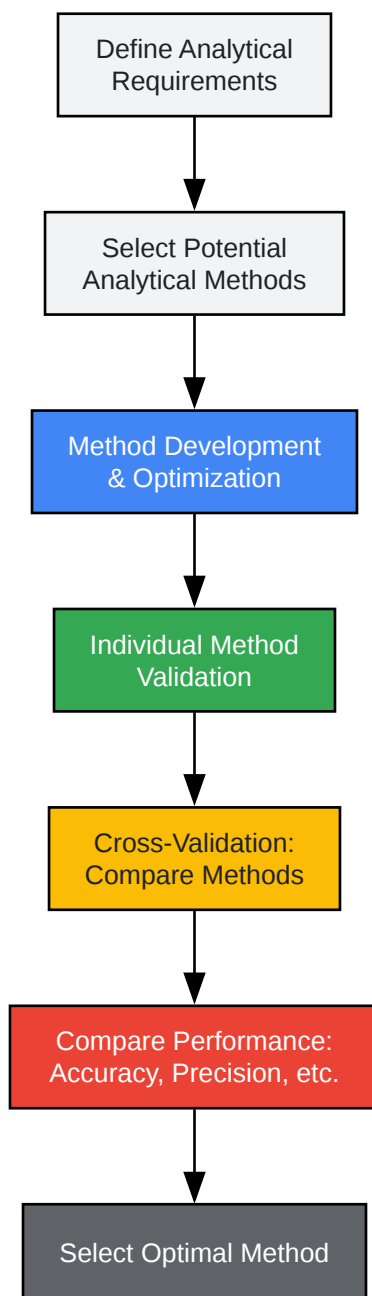 Define Analytical
Requirements
Select Potential
Analytical Methods
Method Development
& Optimization
Individual Method
Validation
Cross-Validation:
Compare Methods
Compare Performance:
Accuracy, Precision, etc.
Select Optimal Method